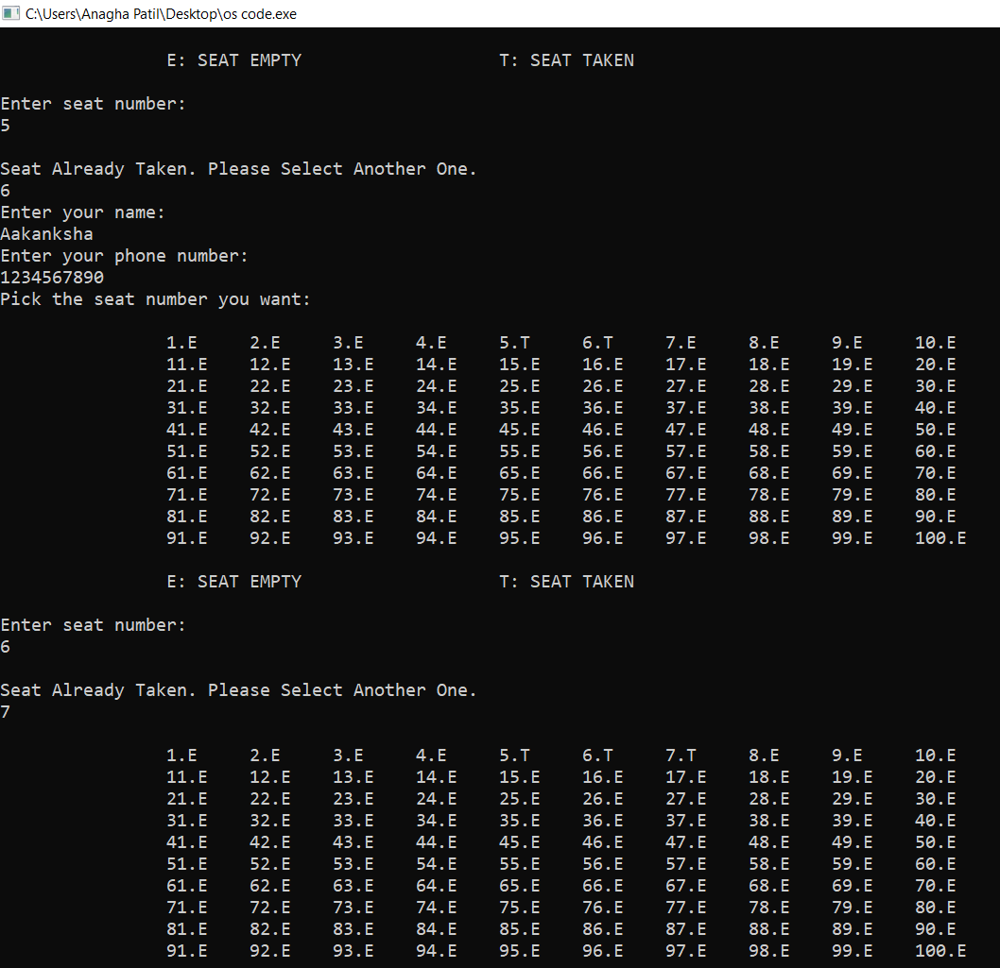 C:\Users\Anagha Patil\Desktop\os code.exe
E: SEAT EMPTY T: SEAT TAKEN
Enter seat number:
5
Seat Already Taken. Please Select Another One.
6
Enter your name:
Aakanksha
Enter your phone number:
1234567890
Pick the seat number you want:
1.E 2.E 3.E 4.E 5.T 6.T 7.E 8.E 9.E 10.E
11.E 12.E 13.E 14.E 15.E 16.E 17.E 18.E 19.E 20.E
21.E 22.E 23.E 24.E 25.E 26.E 27.E 28.E 29.E 30.E
31.E 32.E 33.E 34.E 35.E 36.E 37.E 38.E 39.E 40.E
41.E 42.E 43.E 44.E 45.E 46.E 47.E 48.E 49.E 50.E
51.E 52.E 53.E 54.E 55.E 56.E 57.E 58.E 59.E 60.E
61.E 62.E 63.E 64.E 65.E 66.E 67.E 68.E 69.E 70.E
71.E 72.E 73.E 74.E 75.E 76.E 77.E 78.E 79.E 80.E
81.E 82.E 83.E 84.E 85.E 86.E 87.E 88.E 89.E 90.E
91.E 92.E 93.E 94.E 95.E 96.E 97.E 98.E 99.E 100.E
E: SEAT EMPTY T: SEAT TAKEN
Enter seat number:
6
Seat Already Taken. Please Select Another One.
7
1.E 2.E 3.E 4.E 5.T 6.T 7.T 8.E 9.E 10.E
11.E 12.E 13.E 14.E 15.E 16.E 17.E 18.E 19.E 20.E
21.E 22.E 23.E 24.E 25.E 26.E 27.E 28.E 29.E 30.E
31.E 32.E 33.E 34.E 35.E 36.E 37.E 38.E 39.E 40.E
41.E 42.E 43.E 44.E 45.E 46.E 47.E 48.E 49.E 50.E
51.E 52.E 53.E 54.E 55.E 56.E 57.E 58.E 59.E 60.E
61.E 62.E 63.E 64.E 65.E 66.E 67.E 68.E 69.E 70.E
71.E 72.E 73.E 74.E 75.E 76.E 77.E 78.E 79.E 80.E
81.E 82.E 83.E 84.E 85.E 86.E 87.E 88.E 89.E 90.E
91.E 92.E 93.E 94.E 95.E 96.E 97.E 98.E 99.E 100.E